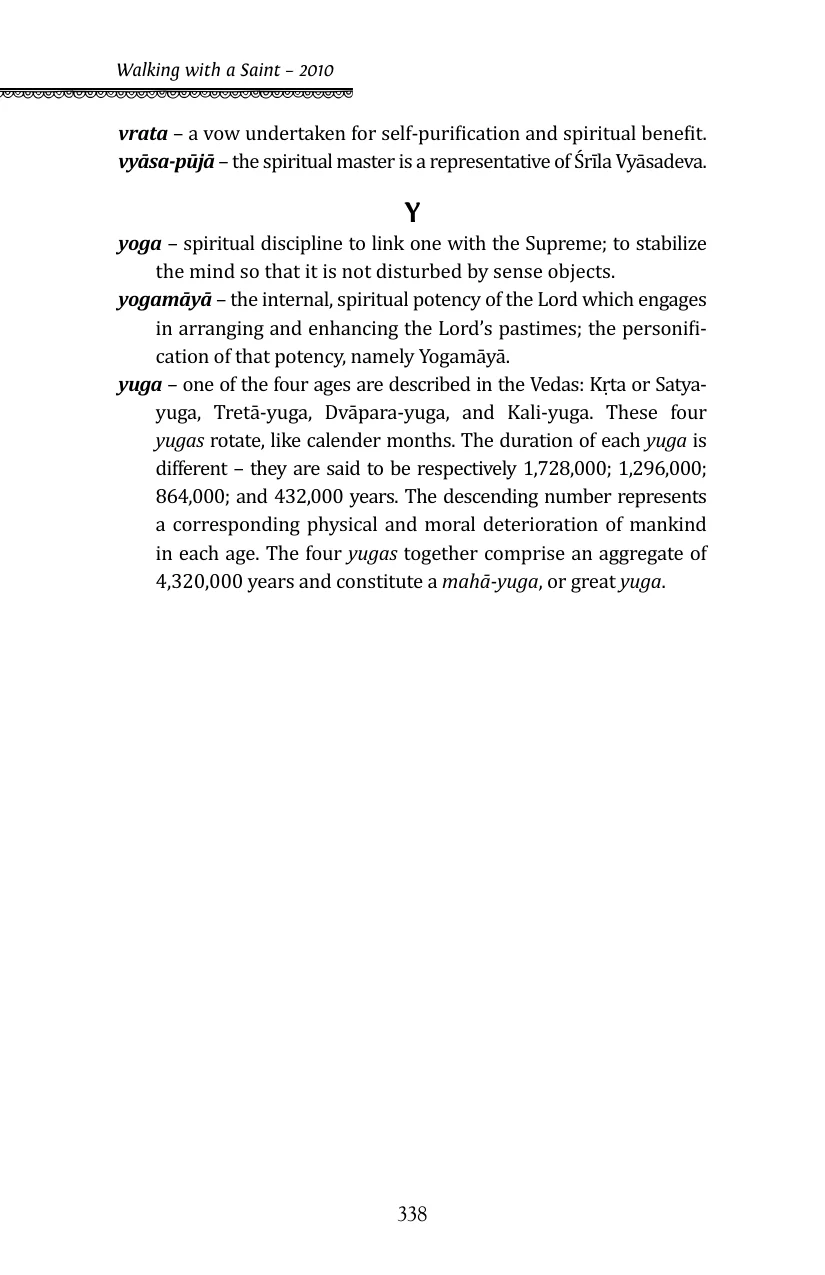 Walking with a Saint – 2010
vrata – a vow undertaken for self-purification and spiritual benefit.
vyāsa-pūjā – the spiritual master is a representative of Śrīla Vyāsadeva.
Y
yoga – spiritual discipline to link one with the Supreme; to stabilize
the mind so that it is not disturbed by sense objects.
yogamāyā – the internal, spiritual potency of the Lord which engages
in arranging and enhancing the Lord's pastimes; the personifi-
cation of that potency, namely Yogamāyā.
yuga – one of the four ages are described in the Vedas: Kṛta or Satya-
yuga, Tretā-yuga, Dvāpara-yuga, and Kali-yuga. These four
yugas rotate, like calender months. The duration of each yuga is
different – they are said to be respectively 1,728,000; 1,296,000;
864,000; and 432,000 years. The descending number represents
a corresponding physical and moral deterioration of mankind
in each age. The four yugas together comprise an aggregate of
4,320,000 years and constitute a mahā-yuga, or great yuga.
338